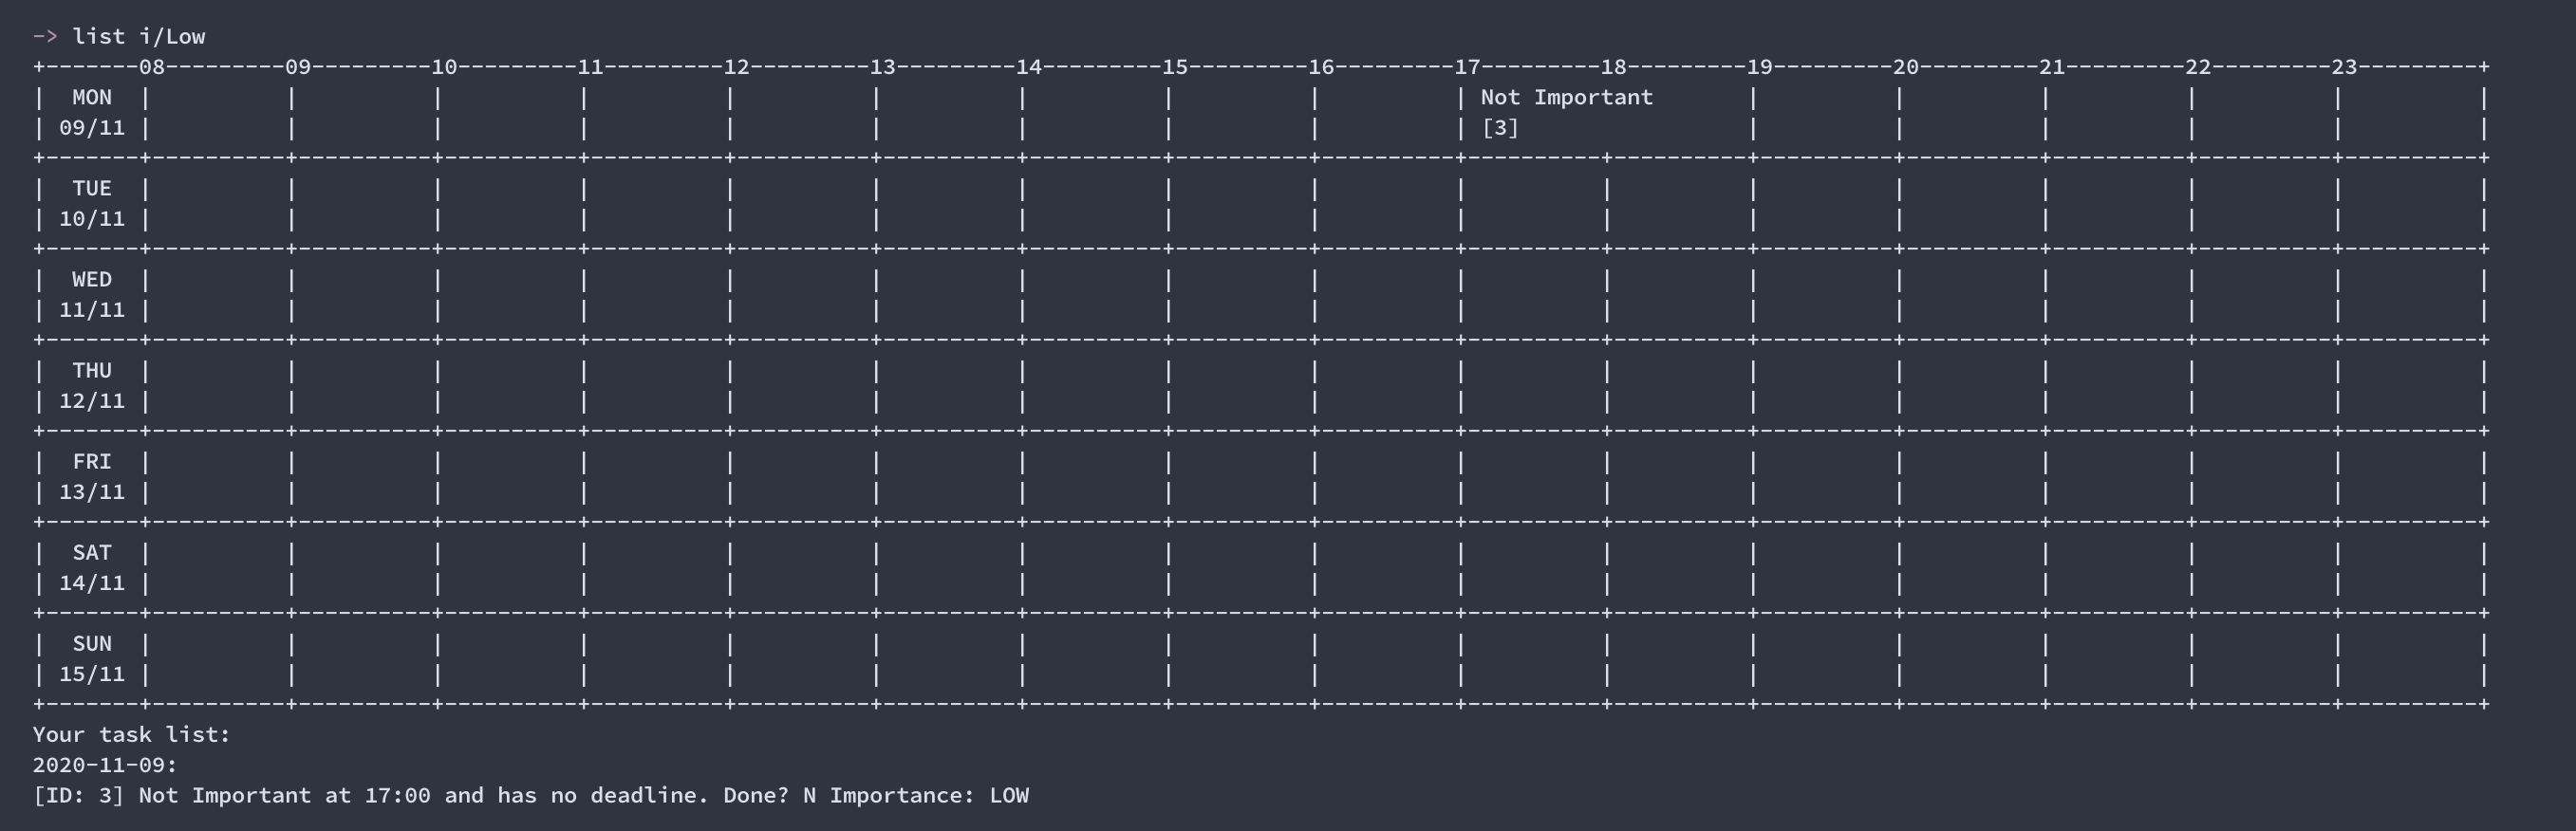 -> list i/Low
+-------08---------09---------10---------11---------12---------13---------14---------15---------16---------17---------18---------19---------20---------21---------22---------23---------+
|  MON  |          |          |          |          |          |          |          |          |          | Not Important       |          |          |          |          |          |
| 09/11 |          |          |          |          |          |          |          |          |          | [3]                 |          |          |          |          |          |
+-------+----------+----------+----------+----------+----------+----------+----------+----------+----------+----------+----------+----------+----------+----------+----------+----------+
|  TUE  |          |          |          |          |          |          |          |          |          |          |          |          |          |          |          |          |
| 10/11 |          |          |          |          |          |          |          |          |          |          |          |          |          |          |          |          |
+-------+----------+----------+----------+----------+----------+----------+----------+----------+----------+----------+----------+----------+----------+----------+----------+----------+
|  WED  |          |          |          |          |          |          |          |          |          |          |          |          |          |          |          |          |
| 11/11 |          |          |          |          |          |          |          |          |          |          |          |          |          |          |          |          |
+-------+----------+----------+----------+----------+----------+----------+----------+----------+----------+----------+----------+----------+----------+----------+----------+----------+
|  THU  |          |          |          |          |          |          |          |          |          |          |          |          |          |          |          |          |
| 12/11 |          |          |          |          |          |          |          |          |          |          |          |          |          |          |          |          |
+-------+----------+----------+----------+----------+----------+----------+----------+----------+----------+----------+----------+----------+----------+----------+----------+----------+
|  FRI  |          |          |          |          |          |          |          |          |          |          |          |          |          |          |          |          |
| 13/11 |          |          |          |          |          |          |          |          |          |          |          |          |          |          |          |          |
+-------+----------+----------+----------+----------+----------+----------+----------+----------+----------+----------+----------+----------+----------+----------+----------+----------+
|  SAT  |          |          |          |          |          |          |          |          |          |          |          |          |          |          |          |          |
| 14/11 |          |          |          |          |          |          |          |          |          |          |          |          |          |          |          |          |
+-------+----------+----------+----------+----------+----------+----------+----------+----------+----------+----------+----------+----------+----------+----------+----------+----------+
|  SUN  |          |          |          |          |          |          |          |          |          |          |          |          |          |          |          |          |
| 15/11 |          |          |          |          |          |          |          |          |          |          |          |          |          |          |          |          |
+-------+----------+----------+----------+----------+----------+----------+----------+----------+----------+----------+----------+----------+----------+----------+----------+----------+
Your task list:
2020-11-09:
[ID: 3] Not Important at 17:00 and has no deadline. Done? N Importance: LOW